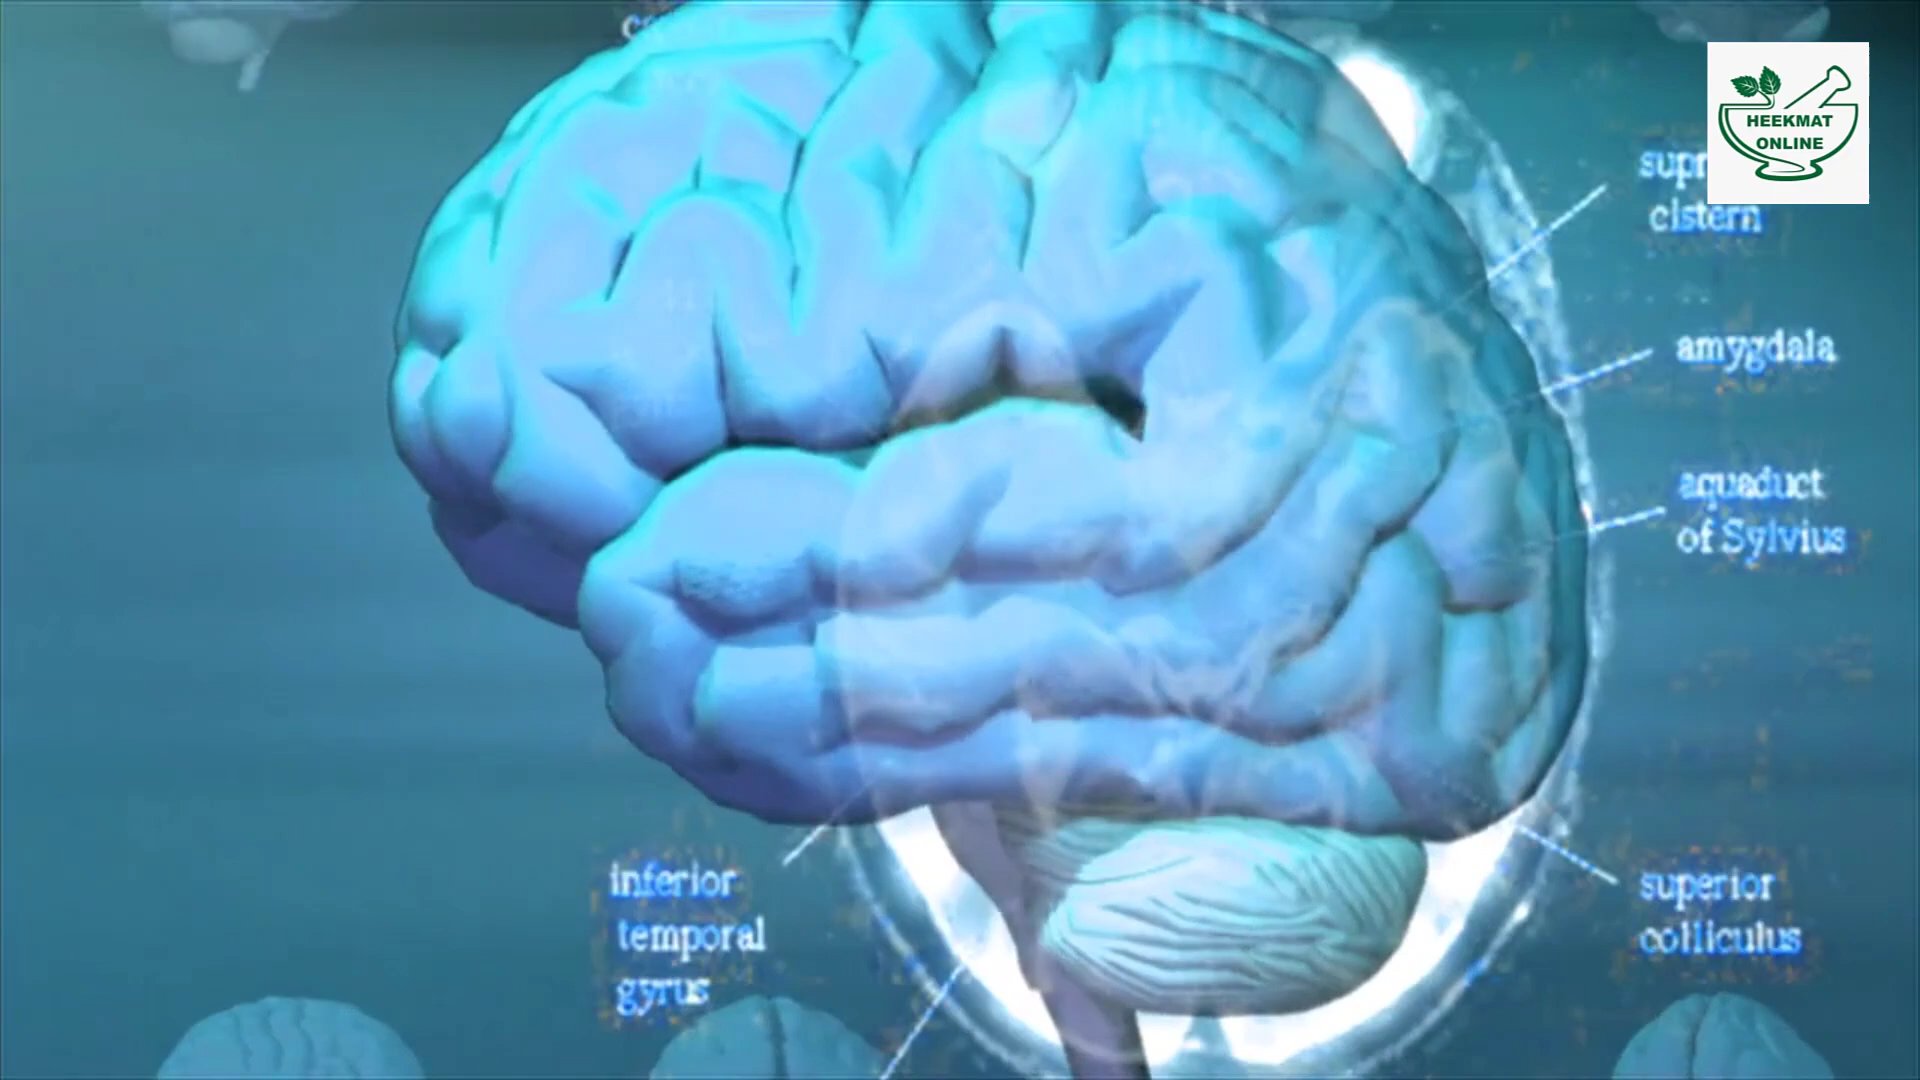 HEEKMAT
ONLINE
cistern
amygdala
aquaduct
of Sylvius
inferior
temporal
gyrus
superior
colliculus